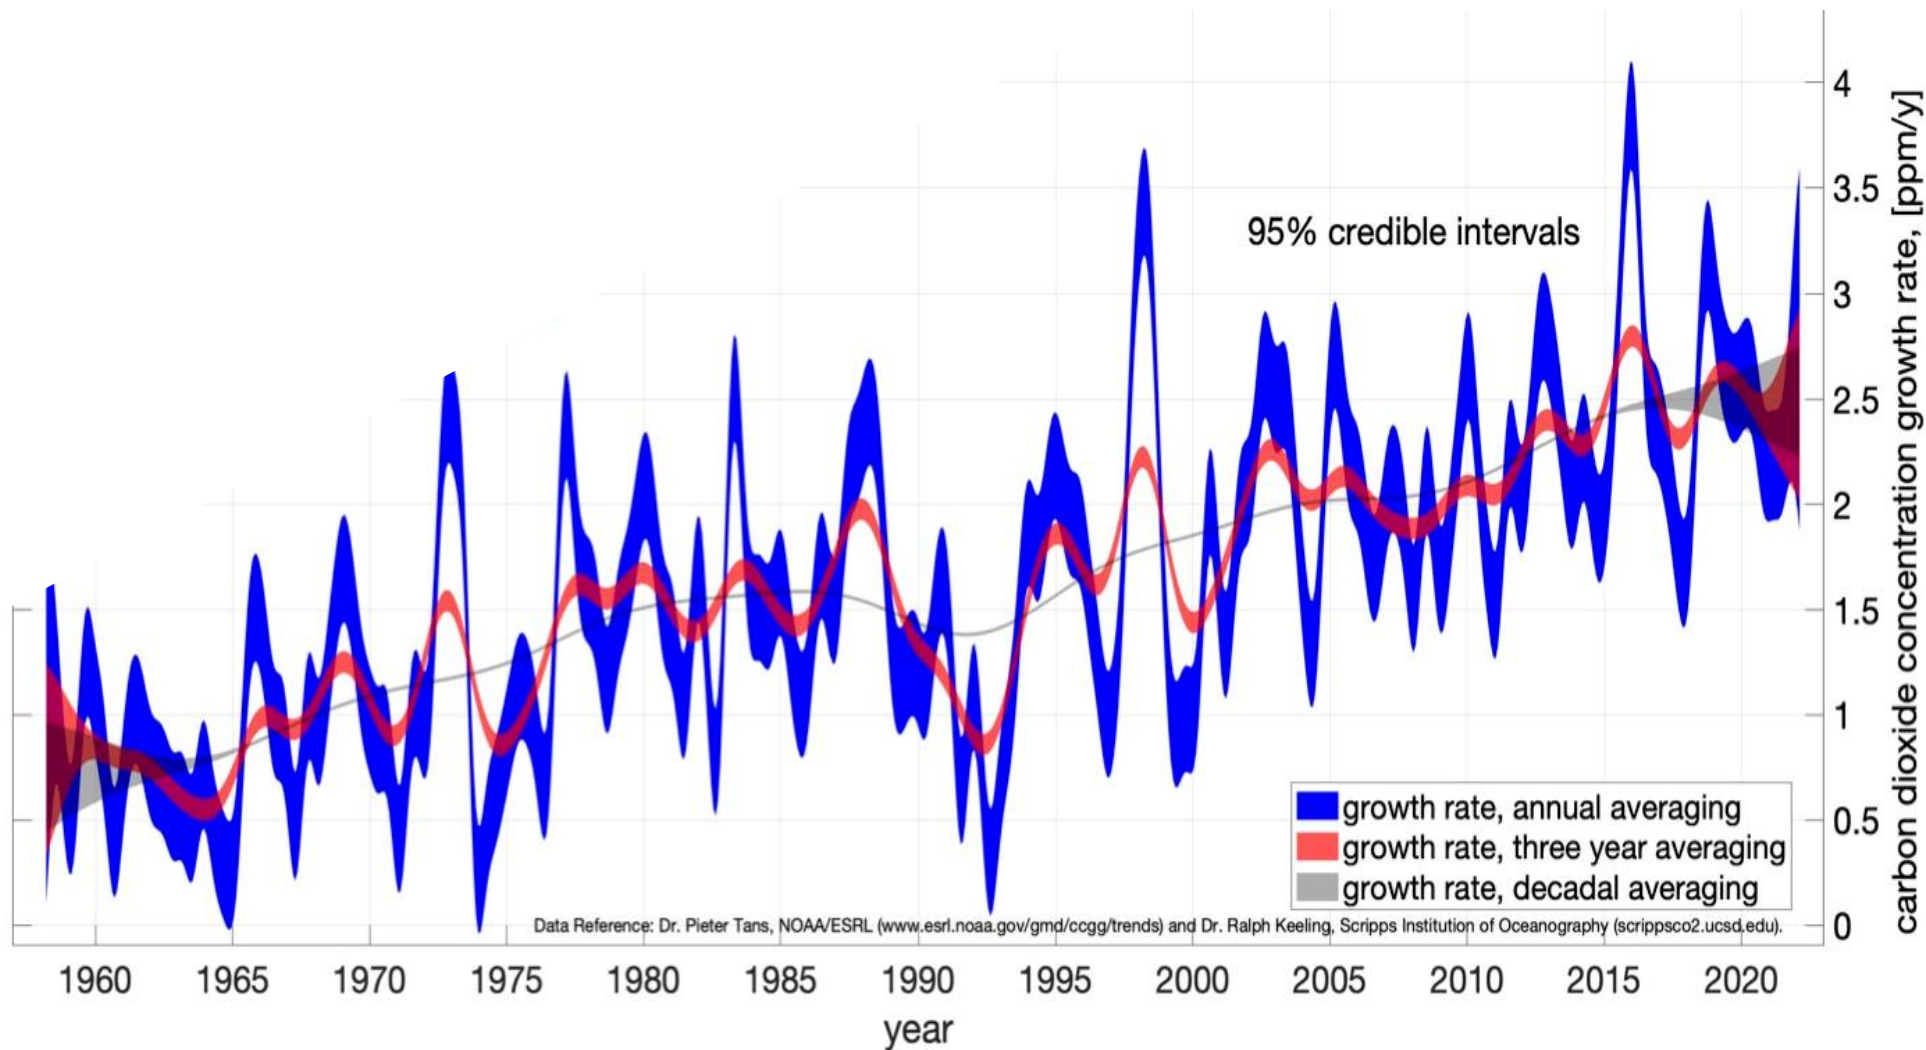 4
3.5
95% credible intervals
3
2.5
2
1.5
1
growth rate, annual averaging
0.5
growth rate, three year averaging
growth rate, decadal averaging
Data Reference: Dr. Pieter Tans, NOAA/ESRL (www.esrl.noaa.gov/gmd/ccgg/trends) and Dr. Ralph Keeling, Scripps Institution of Oceanography (scrippsco2.ucsd.edu).
0
carbon dioxide concentration growth rate, [ppm/y]
1960 1965 1970 1975 1980 1985 1990 1995 2000 2005 2010 2015 2020
year